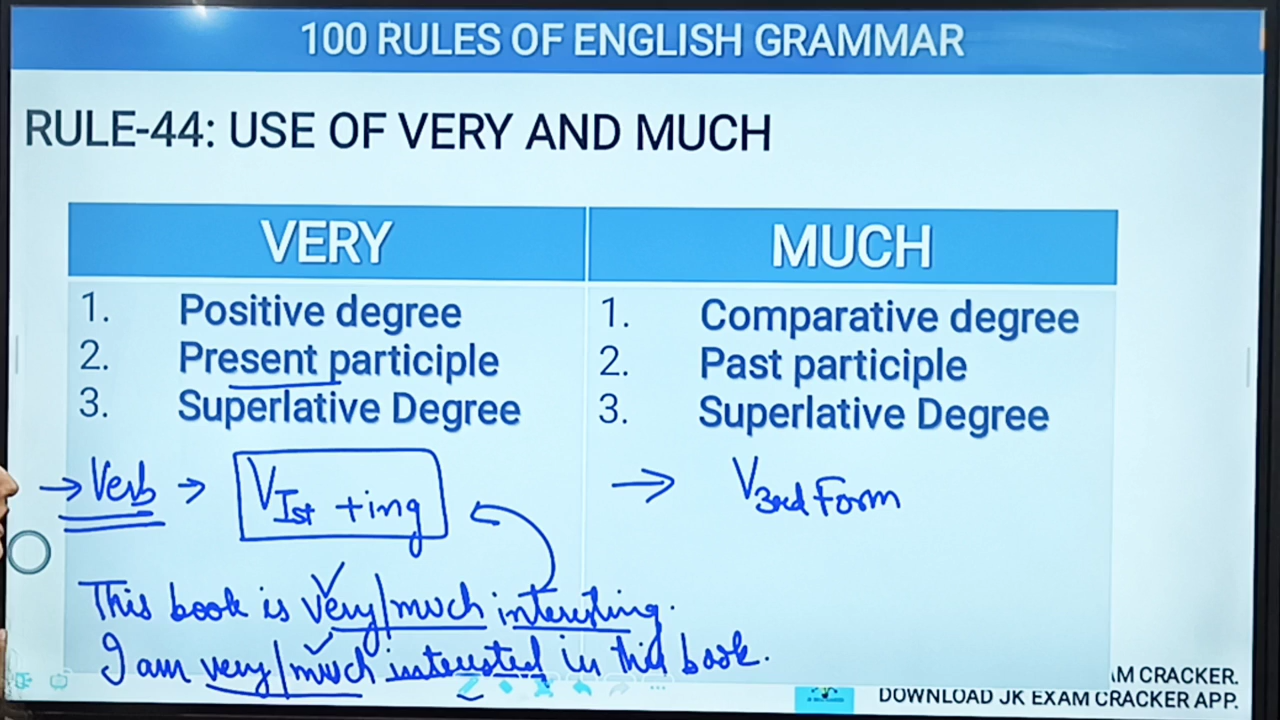 100 RULES OF ENGLISH GRAMMAR
RULE-44: USE OF VERY AND MUCH
VERY MUCH
1. Positive degree 1. Comparative degree
2. Present participle 2. Past participle
3. Superlative Degree 3. Superlative Degree
→ Verb → V Ist + ing → V 3rd Form
This book is very/much interesting.
I am very/much interested in this book.
M CRACKER.
DOWNLOAD JK EXAM CRACKER APP.